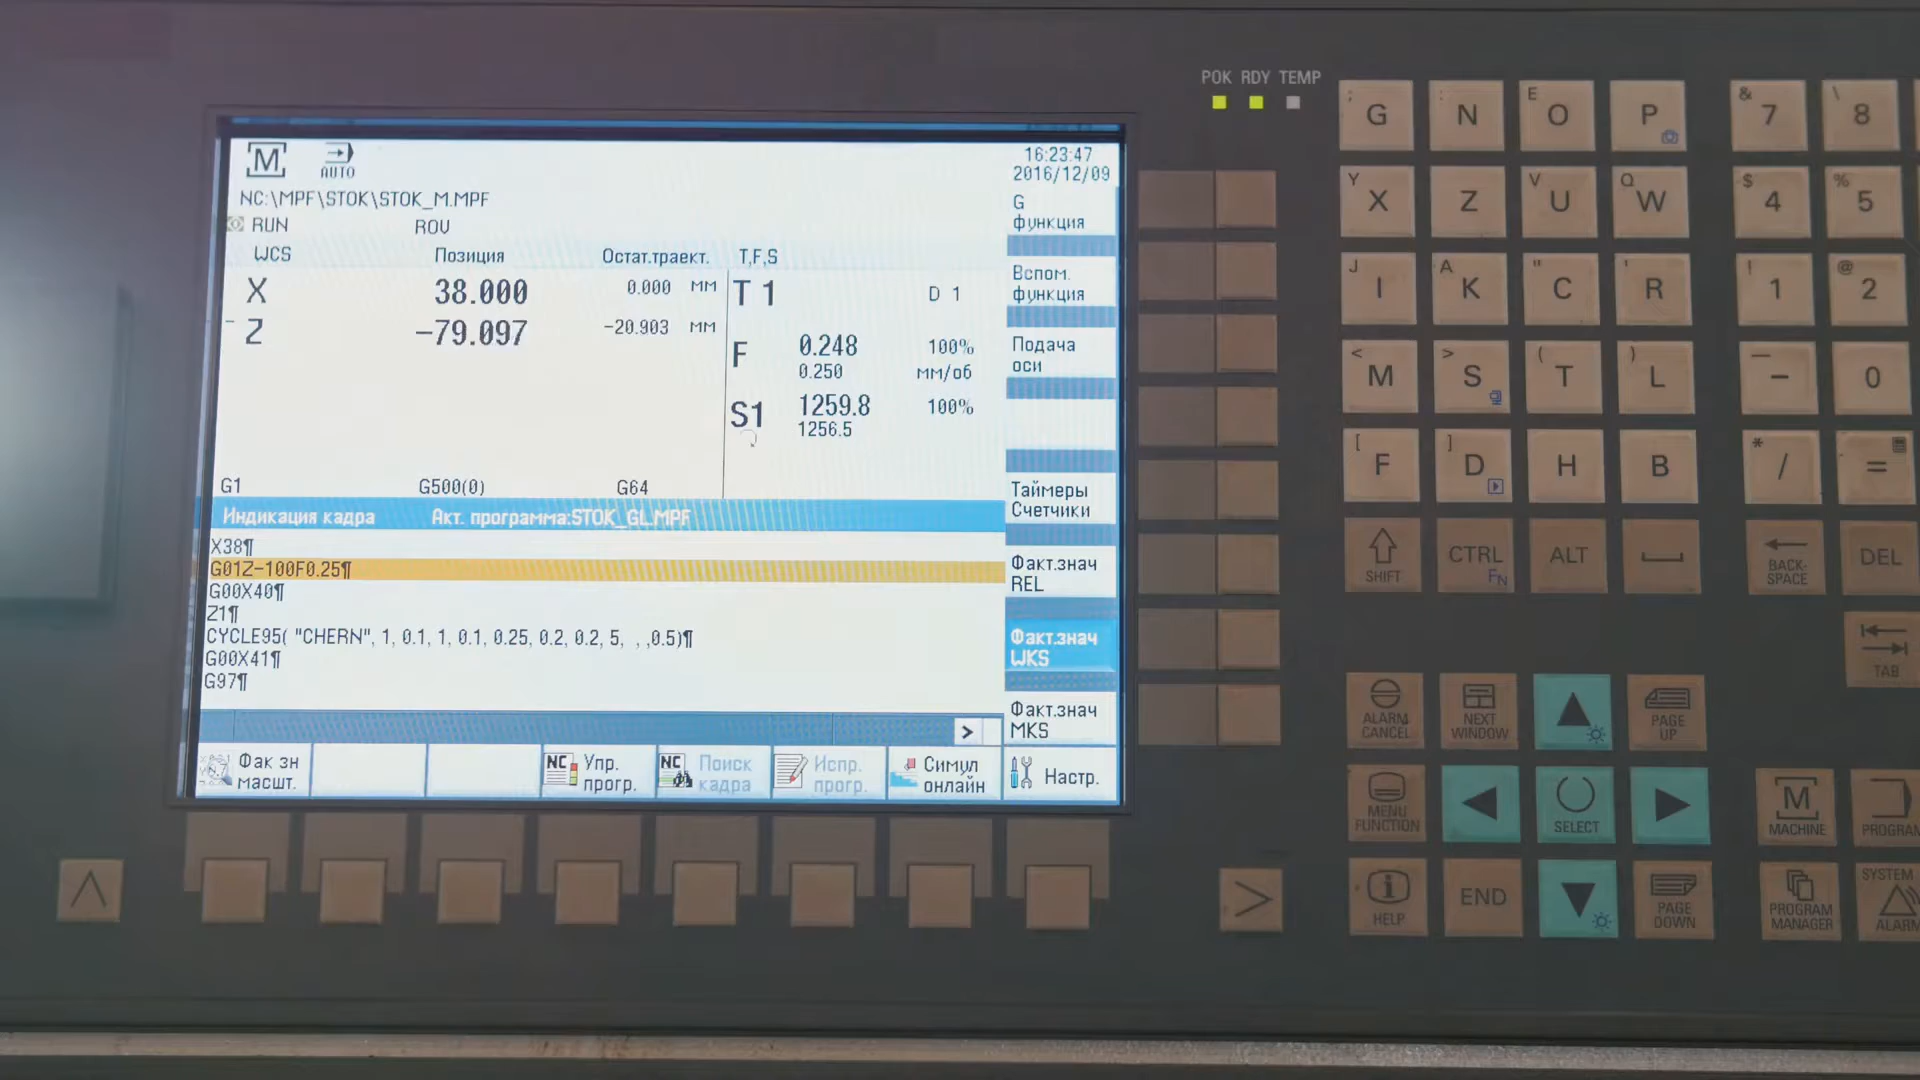 M
AUTO
16:23:47
2016/12/09
NC:\MPF\STOK\STOK_M.MPF
RUN ROV
WCS Позиция Остат.траект. T,F,S
X 38.000 0.000 мм
Z -79.097 -20.903 мм
T 1 D 1
F 0.248 100%
0.250 мм/об
S1 1259.8 100%
1256.5
G1 G500(0) G64
Индикация кадра Акт. программа:STOK_GL.MPF
X38¶
G01Z-100F0.25¶
G00X40¶
Z1¶
CYCLE95( "CHERN", 1, 0.1, 1, 0.1, 0.25, 0.2, 0.2, 5, , ,0.5)¶
G00X41¶
G97¶
>
G
функция
Вспом.
функция
Подача
оси
Таймеры
Счетчики
Факт.знач
REL
Факт.знач
WKS
Факт.знач
MKS
Фак зн
масшт.
NC Упр.
прогр.
NC Поиск
кадра
Испр.
прогр.
Симул
онлайн
Настр.
POK RDY TEMP
; G : N E O P & 7 \ 8
Y X Z V U Q W $ 4 % 5
J I A K " C ' R ! 1 @ 2
< M > S ( T ) L _ - 0
[ F ] D H B * / =
SHIFT CTRL FN ALT BACK-
SPACE DEL
TAB
ALARM
CANCEL
NEXT
WINDOW
PAGE
UP
MENU
FUNCTION
SELECT
M
MACHINE
PROGRAM
HELP
END
PAGE
DOWN
PROGRAM
MANAGER
SYSTEM
ALARM